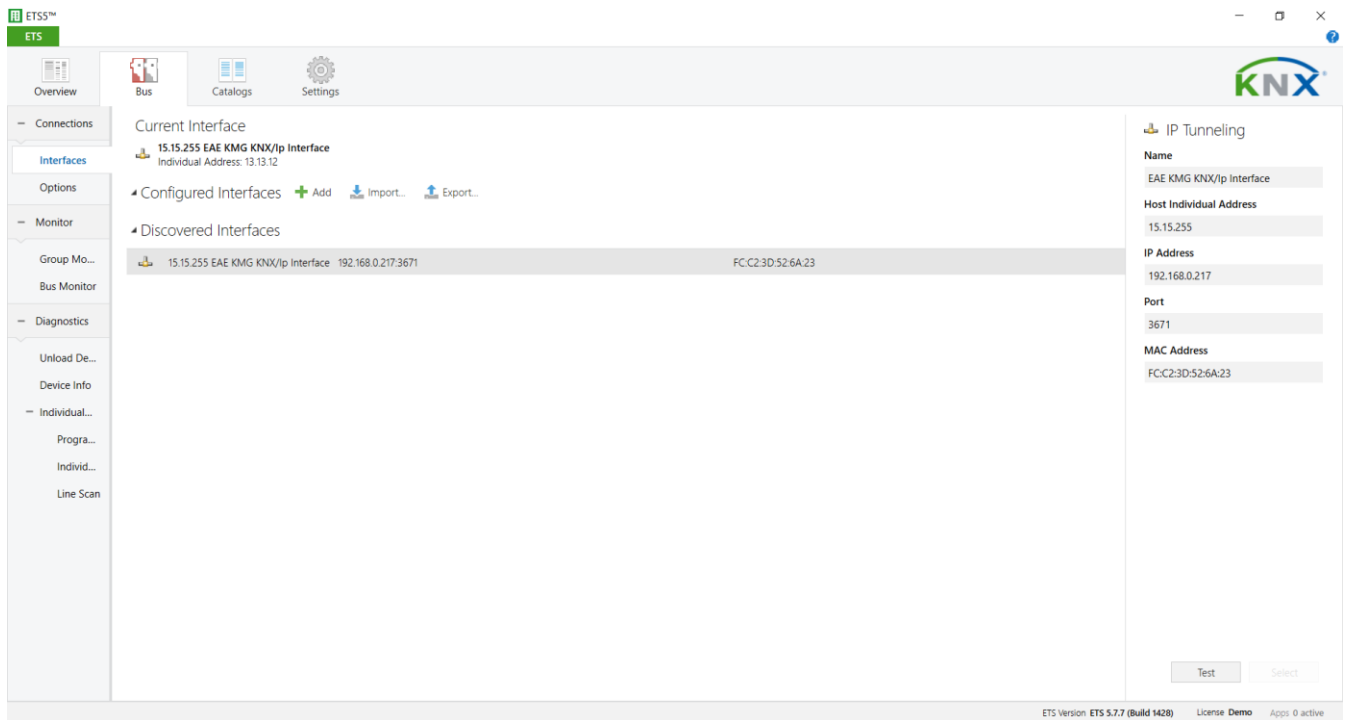 ETS5™
ETS
Overview
Bus
Catalogs
Settings
KNX
Connections
Interfaces
Options
Monitor
Group Mo...
Bus Monitor
Diagnostics
Unload De...
Device Info
Individual...
Progra...
Individ...
Line Scan
Current Interface
15.15.255 EAE KMG KNX/Ip Interface
Individual Address: 13.13.12
Configured Interfaces Add Import... Export...
Discovered Interfaces
15.15.255 EAE KMG KNX/Ip Interface 192.168.0.217:3671 FC:C2:3D:52:6A:23
IP Tunneling
Name
EAE KMG KNX/Ip Interface
Host Individual Address
15.15.255
IP Address
192.168.0.217
Port
3671
MAC Address
FC:C2:3D:52:6A:23
Test Select
ETS Version ETS 5.7.7 (Build 1428) License Demo Apps 0 active